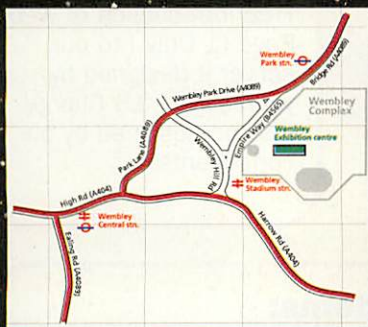 Wembley
Park stn.
Bridge Rd (A4089)
Wembley Park Drive (A4089)
Wembley
Complex
Empire Way (B4565)
Wembley
Exhibition centre
Park Lane (A4089)
Wembley Hill
Rd
Wembley
Stadium stn.
High Rd (A404)
Wembley
Central stn.
Harrow Rd (A404)
Ealing Rd (A4089)